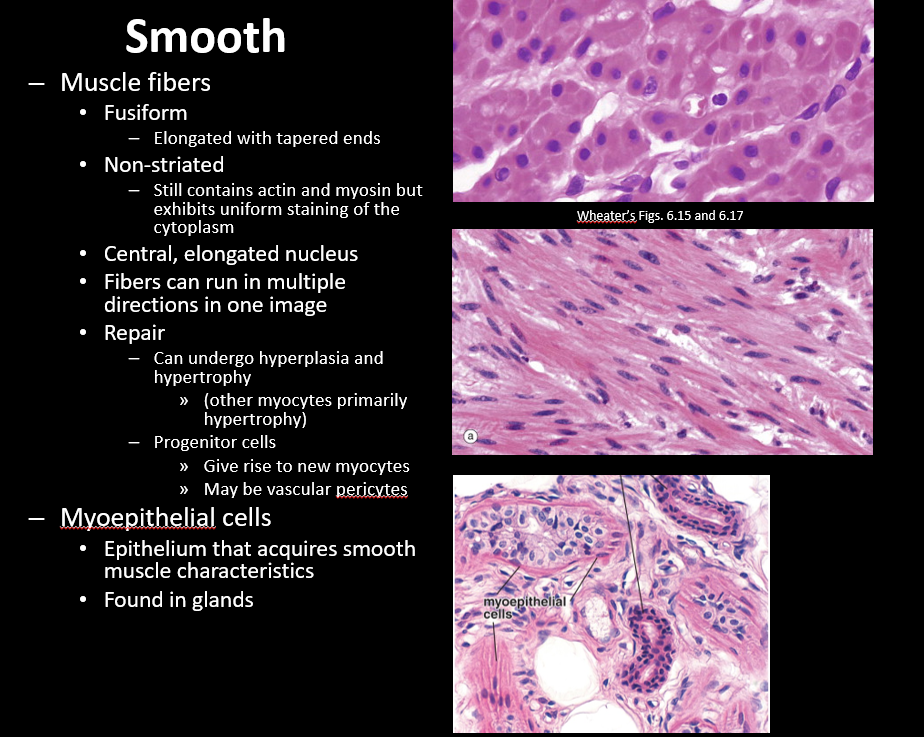 Smooth
– Muscle fibers
• Fusiform
– Elongated with tapered ends
• Non-striated
– Still contains actin and myosin but
exhibits uniform staining of the
cytoplasm
• Central, elongated nucleus
• Fibers can run in multiple
directions in one image
• Repair
– Can undergo hyperplasia and
hypertrophy
» (other myocytes primarily
hypertrophy)
– Progenitor cells
» Give rise to new myocytes
» May be vascular pericytes
– Myoepithelial cells
• Epithelium that acquires smooth
muscle characteristics
• Found in glands
Wheater's Figs. 6.15 and 6.17
a
myoepithelial
cells